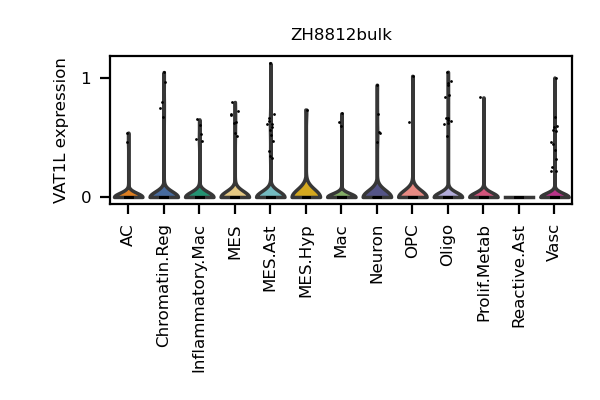 ZH8812bulk
VAT1L expression
1
0
AC
Chromatin.Reg
Inflammatory.Mac
MES
MES.Ast
MES.Hyp
Mac
Neuron
OPC
Oligo
Prolif.Metab
Reactive.Ast
Vasc